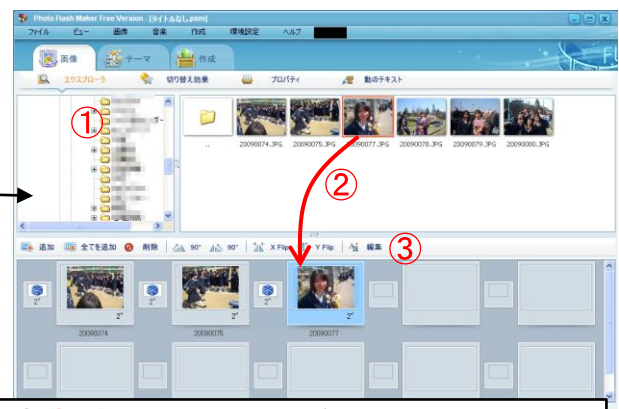 Photo Flash Maker Free Version - [タイトルなし.psm]
ファイル ビュー 画像 音楽 作成 環境設定 ヘルプ
画像 テーマ 作成
エクスプローラ 切り替え効果 プロパティ 動のテキスト
①
.. 20090074.JPG 20090075.JPG 20090077.JPG 20090078.JPG 20090079.JPG 20090088.JPG
②
追加 全てを追加 削除 90° 90° X Flip Y Flip 編集 ③
2" 2" 2" 2" 2" 2"
20090074 20090075 20090077